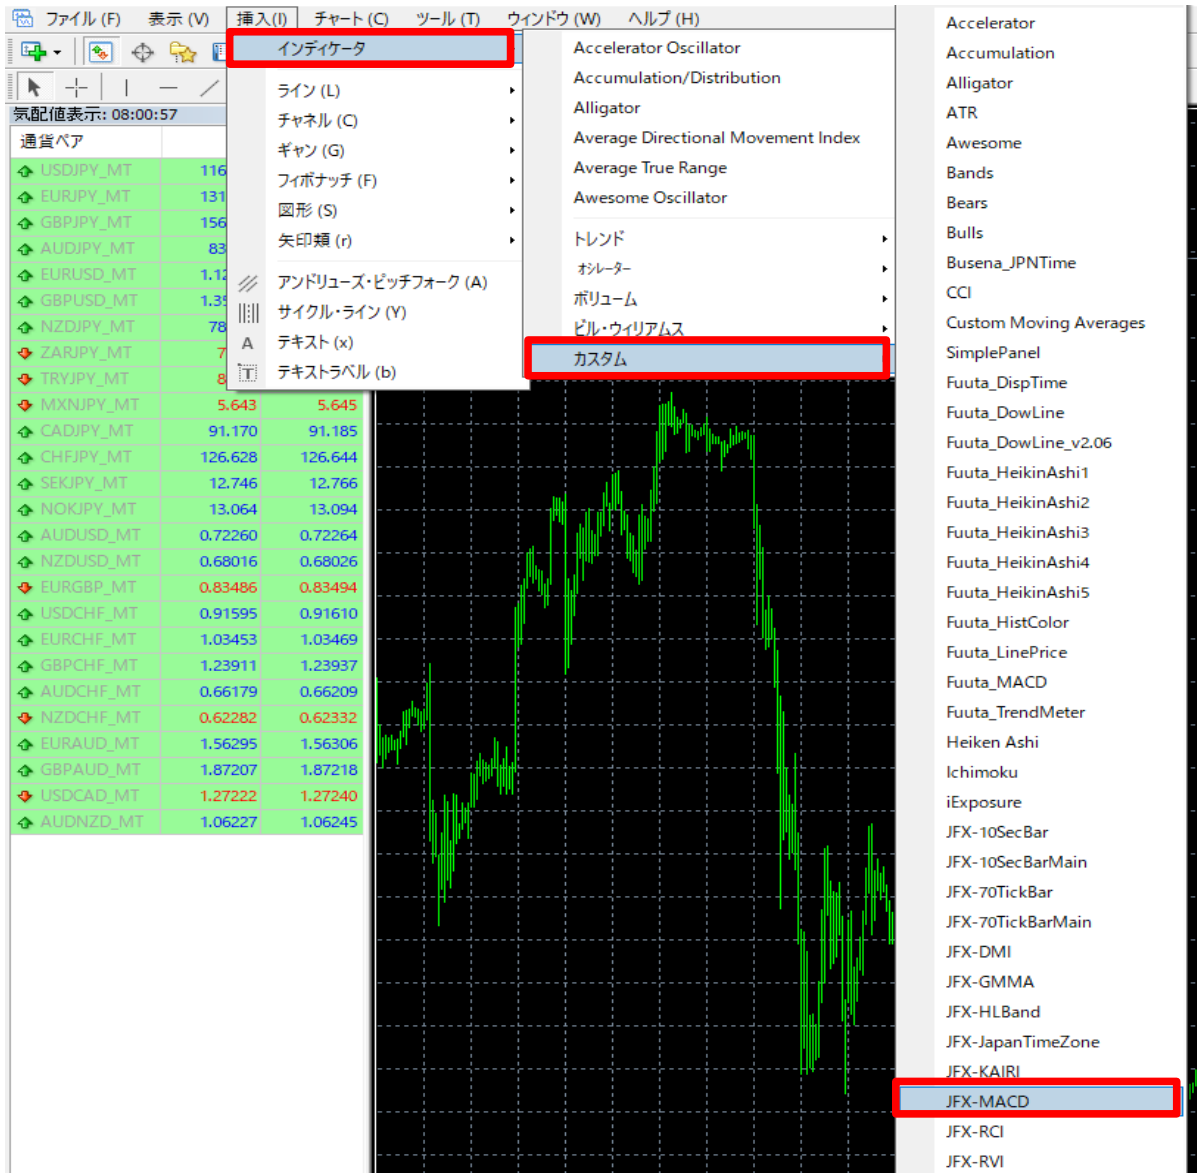 ファイル (F) 表示 (V) 挿入(I) チャート (C) ツール (T) ウィンドウ (W) ヘルプ (H)
気配値表示: 08:00:57
通貨ペア
USDJPY_MT 116
EURJPY_MT 131
GBPJPY_MT 156
AUDJPY_MT 83
EURUSD_MT 1.12
GBPUSD_MT 1.35
NZDJPY_MT 78
ZARJPY_MT 7
TRYJPY_MT 8
MXNJPY_MT 5.643 5.645
CADJPY_MT 91.170 91.185
CHFJPY_MT 126.628 126.644
SEKJPY_MT 12.746 12.766
NOKJPY_MT 13.064 13.094
AUDUSD_MT 0.72260 0.72264
NZDUSD_MT 0.68016 0.68026
EURGBP_MT 0.83486 0.83494
USDCHF_MT 0.91595 0.91610
EURCHF_MT 1.03453 1.03469
GBPCHF_MT 1.23911 1.23937
AUDCHF_MT 0.66179 0.66209
NZDCHF_MT 0.62282 0.62332
EURAUD_MT 1.56295 1.56306
GBPAUD_MT 1.87207 1.87218
USDCAD_MT 1.27222 1.27240
AUDNZD_MT 1.06227 1.06245
インディケータ
ライン (L)
チャネル (C)
ギャン (G)
フィボナッチ (F)
図形 (S)
矢印類 (r)
アンドリューズ・ピッチフォーク (A)
サイクル・ライン (Y)
A テキスト (x)
T テキストラベル (b)
Accelerator Oscillator
Accumulation/Distribution
Alligator
Average Directional Movement Index
Average True Range
Awesome Oscillator
トレンド
オシレーター
ボリューム
ビル・ウィリアムス
カスタム
Accelerator
Accumulation
Alligator
ATR
Awesome
Bands
Bears
Bulls
Busena_JPNTime
CCI
Custom Moving Averages
SimplePanel
Fuuta_DispTime
Fuuta_DowLine
Fuuta_DowLine_v2.06
Fuuta_HeikinAshi1
Fuuta_HeikinAshi2
Fuuta_HeikinAshi3
Fuuta_HeikinAshi4
Fuuta_HeikinAshi5
Fuuta_HistColor
Fuuta_LinePrice
Fuuta_MACD
Fuuta_TrendMeter
Heiken Ashi
Ichimoku
iExposure
JFX-10SecBar
JFX-10SecBarMain
JFX-70TickBar
JFX-70TickBarMain
JFX-DMI
JFX-GMMA
JFX-HLBand
JFX-JapanTimeZone
JFX-KAIRI
JFX-MACD
JFX-RCI
JFX-RVI